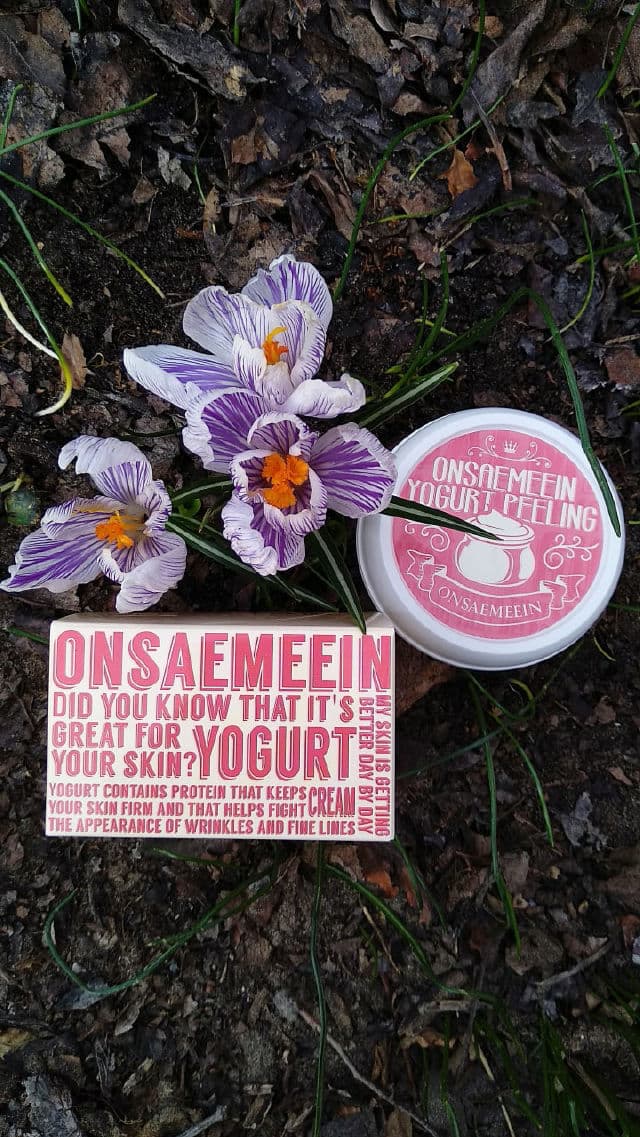 ONSAEMEEIN
YOGURT PEELING
ONSAEMEEIN
ONSAEMEEIN
DID YOU KNOW THAT IT'S
GREAT FOR
YOUR SKIN?
YOGURT
YOGURT CONTAINS PROTEIN THAT KEEPS
YOUR SKIN FIRM AND THAT HELPS FIGHT
CREAM
THE APPEARANCE OF WRINKLES AND FINE LINES
MY SKIN IS GETTING
BETTER DAY BY DAY